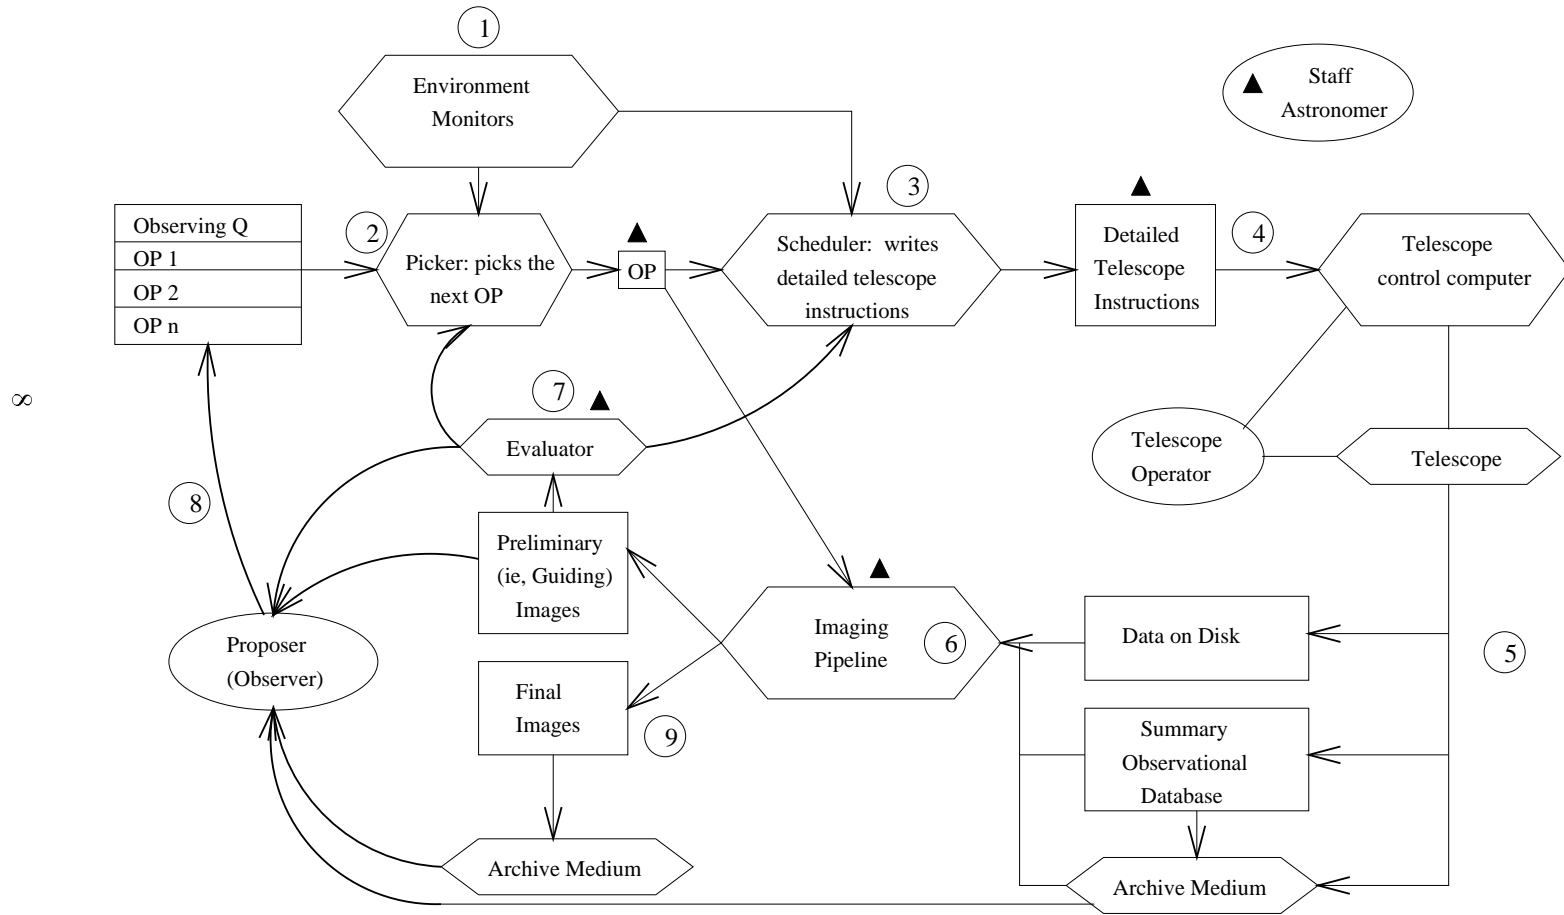 1
Environment
Monitors
Staff
Astronomer
2
3
4
Observing Q
OP 1
OP 2
OP n
Picker: picks the
next OP
OP
Scheduler: writes
detailed telescope
instructions
Detailed
Telescope
Instructions
Telescope
control computer
∞
7
Evaluator
Telescope
Operator
Telescope
8
Preliminary
(ie, Guiding)
Images
Proposer
(Observer)
Imaging
Pipeline
6
Data on Disk
5
Final
Images
9
Summary
Observational
Database
Archive Medium
Archive Medium